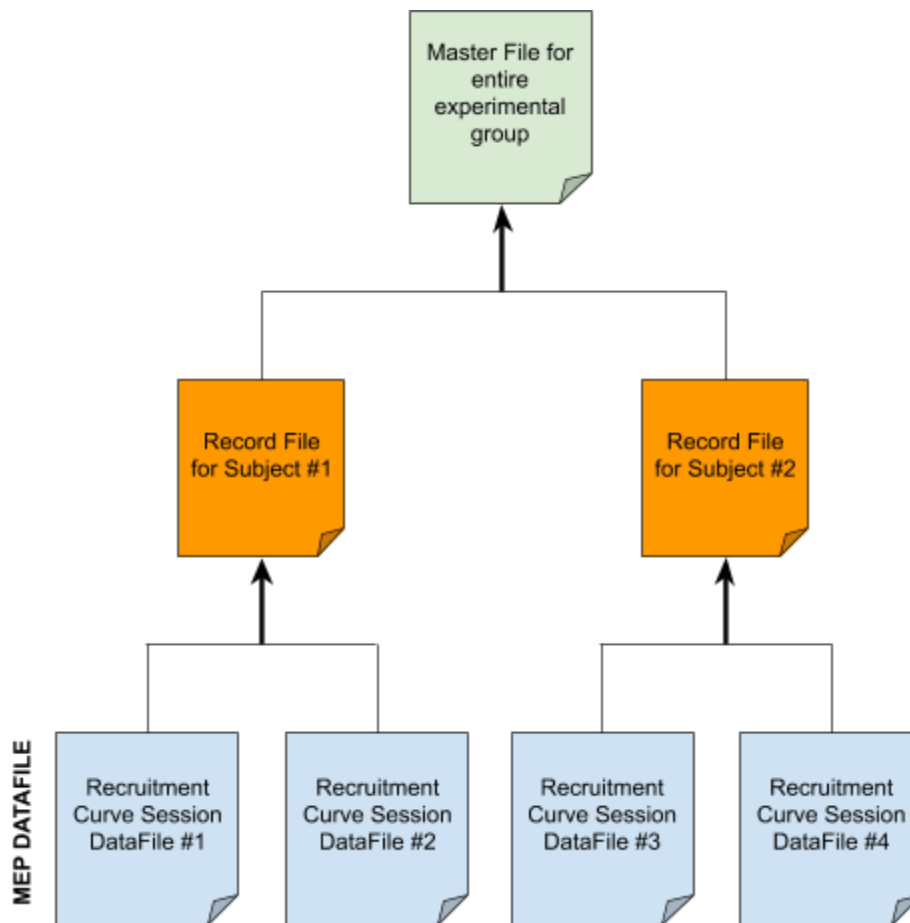 Master File for
entire
experimental
group
Record File
for Subject #1
Record File
for Subject #2
MEP DATAFILE
Recruitment
Curve Session
DataFile #1
Recruitment
Curve Session
DataFile #2
Recruitment
Curve Session
DataFile #3
Recruitment
Curve Session
DataFile #4